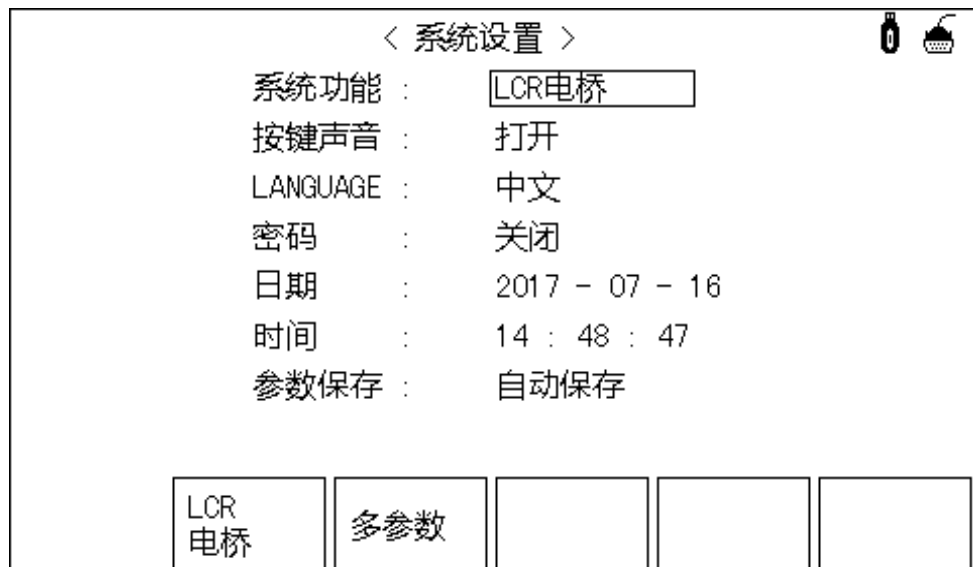 < 系统设置 >
系统功能 : LCR电桥
按键声音 : 打开
LANGUAGE : 中文
密码 : 关闭
日期 : 2017 - 07 - 16
时间 : 14 : 48 : 47
参数保存 : 自动保存
LCR
电桥
多参数